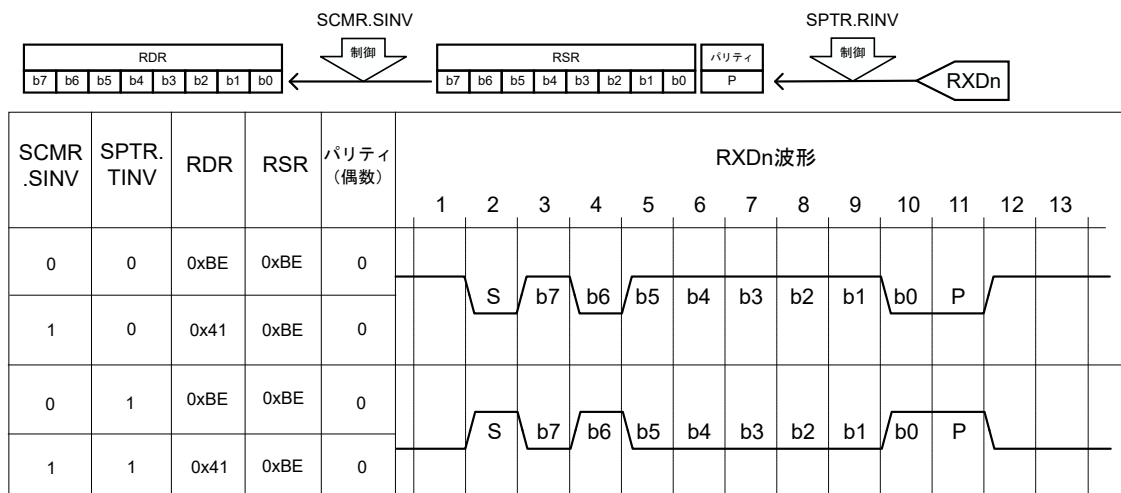 SCMR.SINV
SPTR.RINV
RDR
制御
RSR
パリティ
制御
b7 b6 b5 b4 b3 b2 b1 b0
b7 b6 b5 b4 b3 b2 b1 b0
P
RXDn
SCMR
.SINV
SPTR.
TINV
RDR
RSR
パリティ
(偶数)
RXDn波形
1 2 3 4 5 6 7 8 9 10 11 12 13
0 0 0xBE 0xBE 0
S b7 b6 b5 b4 b3 b2 b1 b0 P
1 0 0x41 0xBE 0
0 1 0xBE 0xBE 0
S b7 b6 b5 b4 b3 b2 b1 b0 P
1 1 0x41 0xBE 0